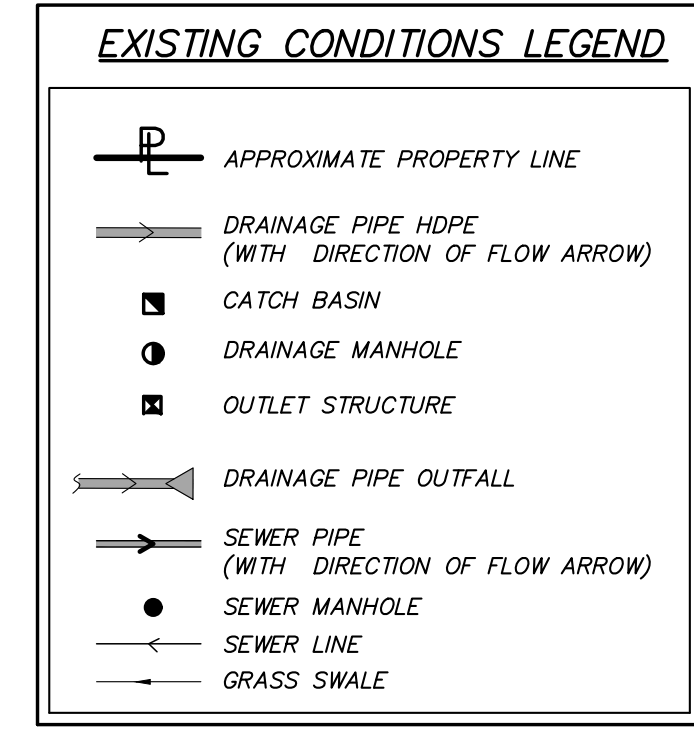 EXISTING CONDITIONS LEGEND
PL APPROXIMATE PROPERTY LINE
DRAINAGE PIPE HDPE
(WITH DIRECTION OF FLOW ARROW)
CATCH BASIN
DRAINAGE MANHOLE
OUTLET STRUCTURE
DRAINAGE PIPE OUTFALL
SEWER PIPE
(WITH DIRECTION OF FLOW ARROW)
SEWER MANHOLE
SEWER LINE
GRASS SWALE